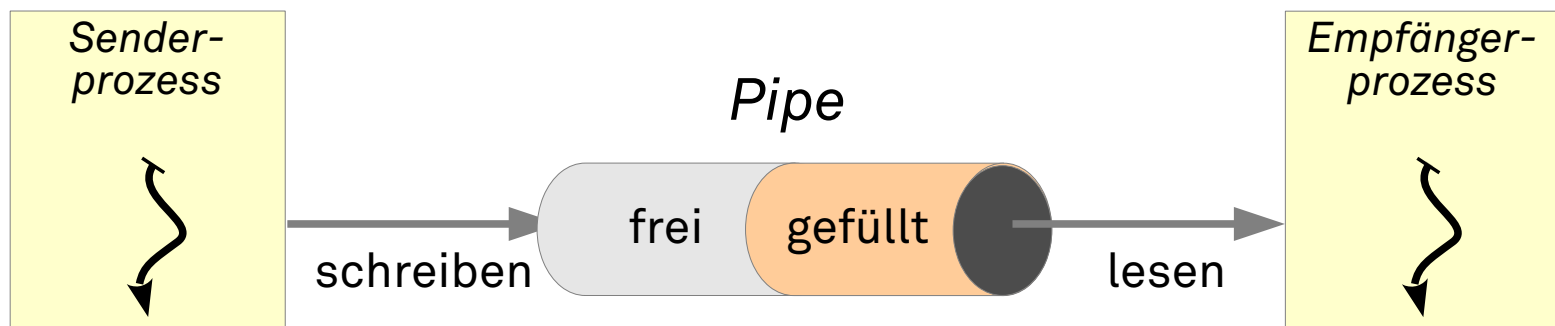 Sender-
prozess
Pipe
Empfänger-
prozess
frei
gefüllt
schreiben
lesen